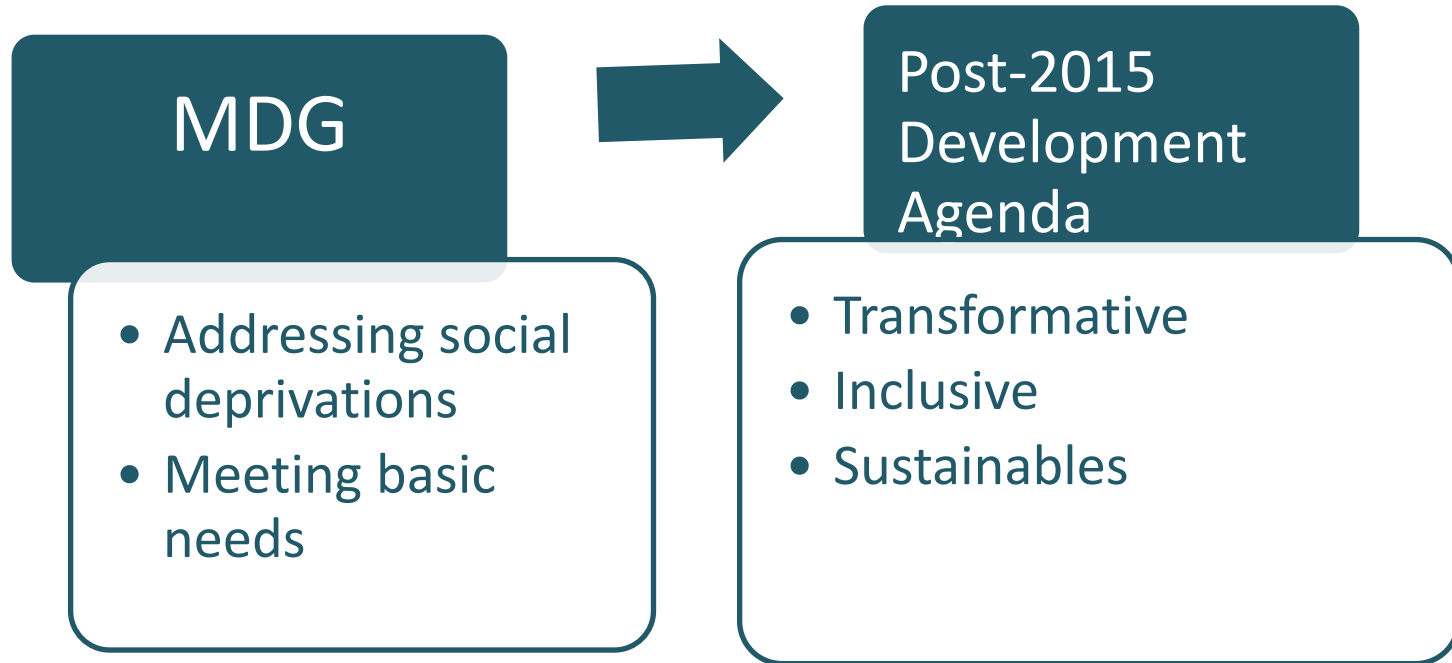 MDG
• Addressing social
deprivations
• Meeting basic
needs
Post-2015
Development
Agenda
• Transformative
• Inclusive
• Sustainables